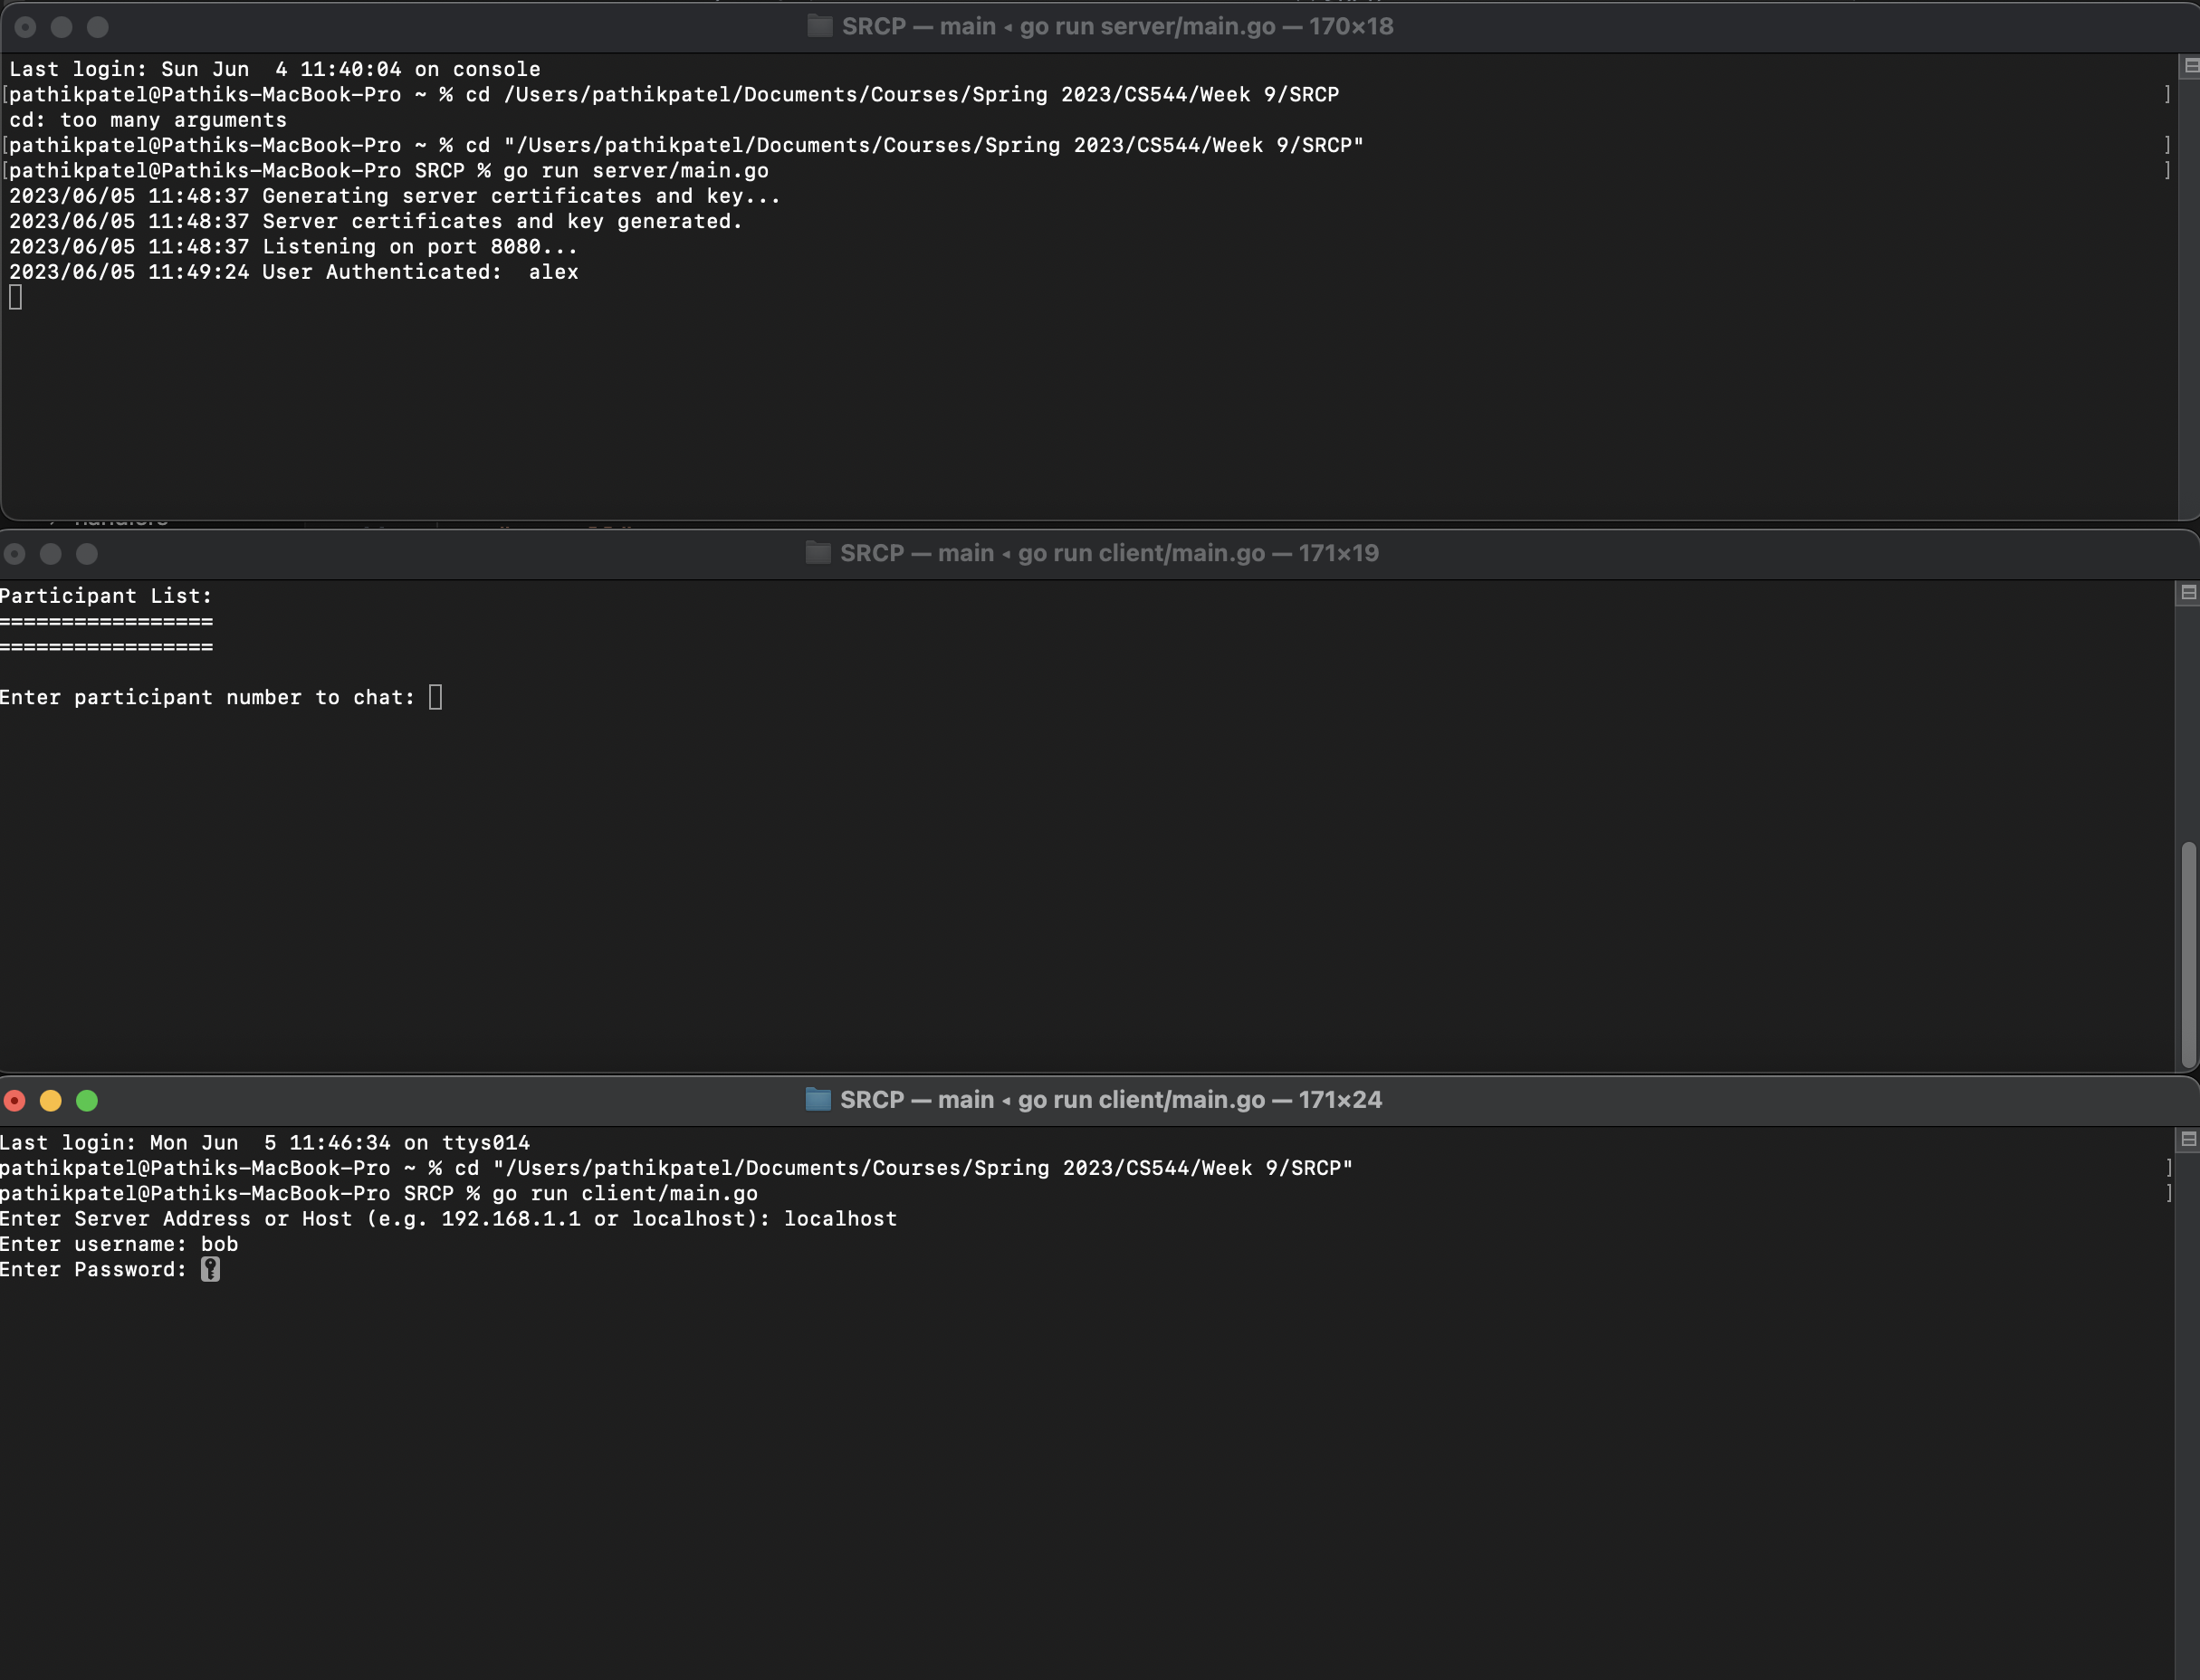 SRCP — main ◂ go run server/main.go — 170×18
Last login: Sun Jun  4 11:40:04 on console
[pathikpatel@Pathiks-MacBook-Pro ~ % cd /Users/pathikpatel/Documents/Courses/Spring 2023/CS544/Week 9/SRCP ]
cd: too many arguments
[pathikpatel@Pathiks-MacBook-Pro ~ % cd "/Users/pathikpatel/Documents/Courses/Spring 2023/CS544/Week 9/SRCP" ]
[pathikpatel@Pathiks-MacBook-Pro SRCP % go run server/main.go ]
2023/06/05 11:48:37 Generating server certificates and key...
2023/06/05 11:48:37 Server certificates and key generated.
2023/06/05 11:48:37 Listening on port 8080...
2023/06/05 11:49:24 User Authenticated:  alex
SRCP — main ◂ go run client/main.go — 171×19
Participant List:
=================
=================
Enter participant number to chat:
SRCP — main ◂ go run client/main.go — 171×24
Last login: Mon Jun  5 11:46:34 on ttys014
pathikpatel@Pathiks-MacBook-Pro ~ % cd "/Users/pathikpatel/Documents/Courses/Spring 2023/CS544/Week 9/SRCP" ]
pathikpatel@Pathiks-MacBook-Pro SRCP % go run client/main.go ]
Enter Server Address or Host (e.g. 192.168.1.1 or localhost): localhost
Enter username: bob
Enter Password: